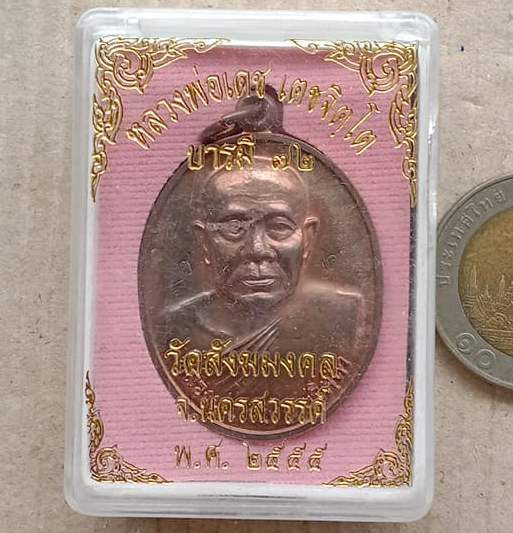 หลวงพ่อเดช เตชจิตฺโต
บารมี ๗๒
วัดสังฆมงคล
จ.นครสวรรค์
พ.ศ. ๒๕๕๕
ประเทศไทย
๑๐